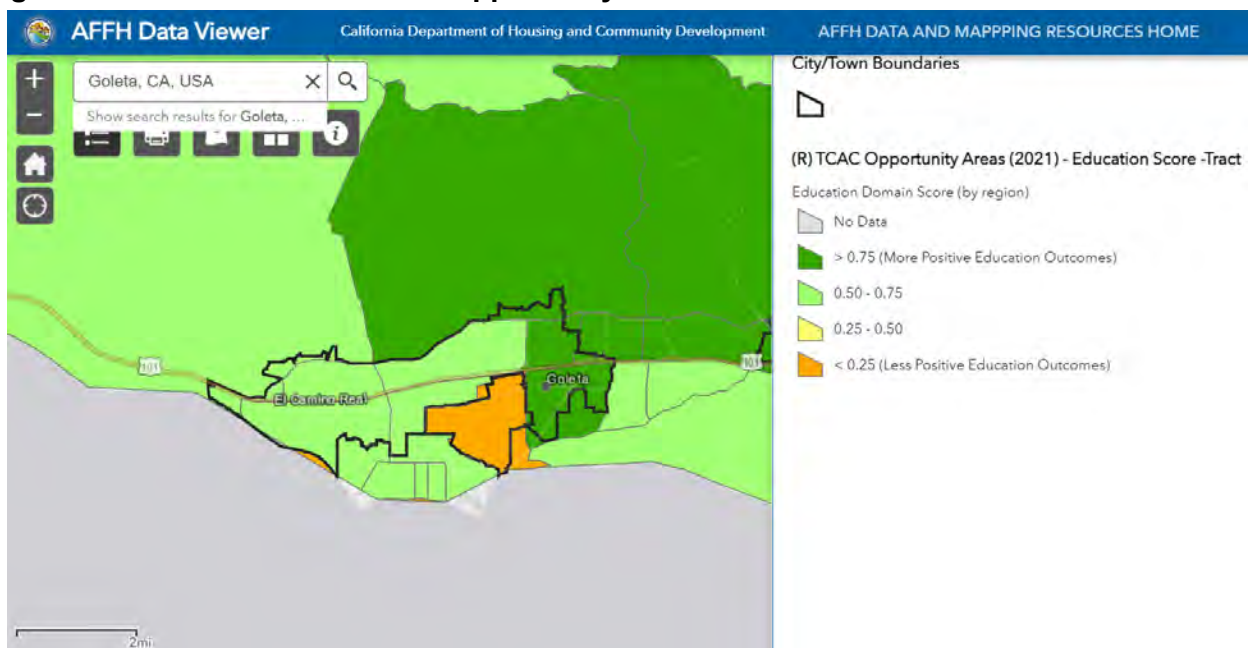 AFFH Data Viewer
California Department of Housing and Community Development
AFFH DATA AND MAPPPING RESOURCES HOME
Goleta, CA, USA
Show search results for Goleta, ...
City/Town Boundaries
(R) TCAC Opportunity Areas (2021) - Education Score -Tract
Education Domain Score (by region)
No Data
> 0.75 (More Positive Education Outcomes)
0.50 - 0.75
0.25 - 0.50
< 0.25 (Less Positive Education Outcomes)
101
El Camino Real
Goleta
101
2mi